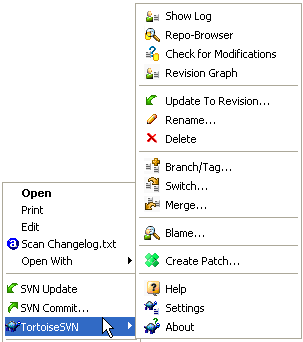 Show Log
Repo-Browser
Check for Modifications
Revision Graph
Update To Revision...
Rename...
Delete
Branch/Tag...
Switch...
Merge...
Blame...
Create Patch...
Help
Settings
About
Open
Print
Edit
Scan Changelog.txt
Open With
SVN Update
SVN Commit...
TortoiseSVN